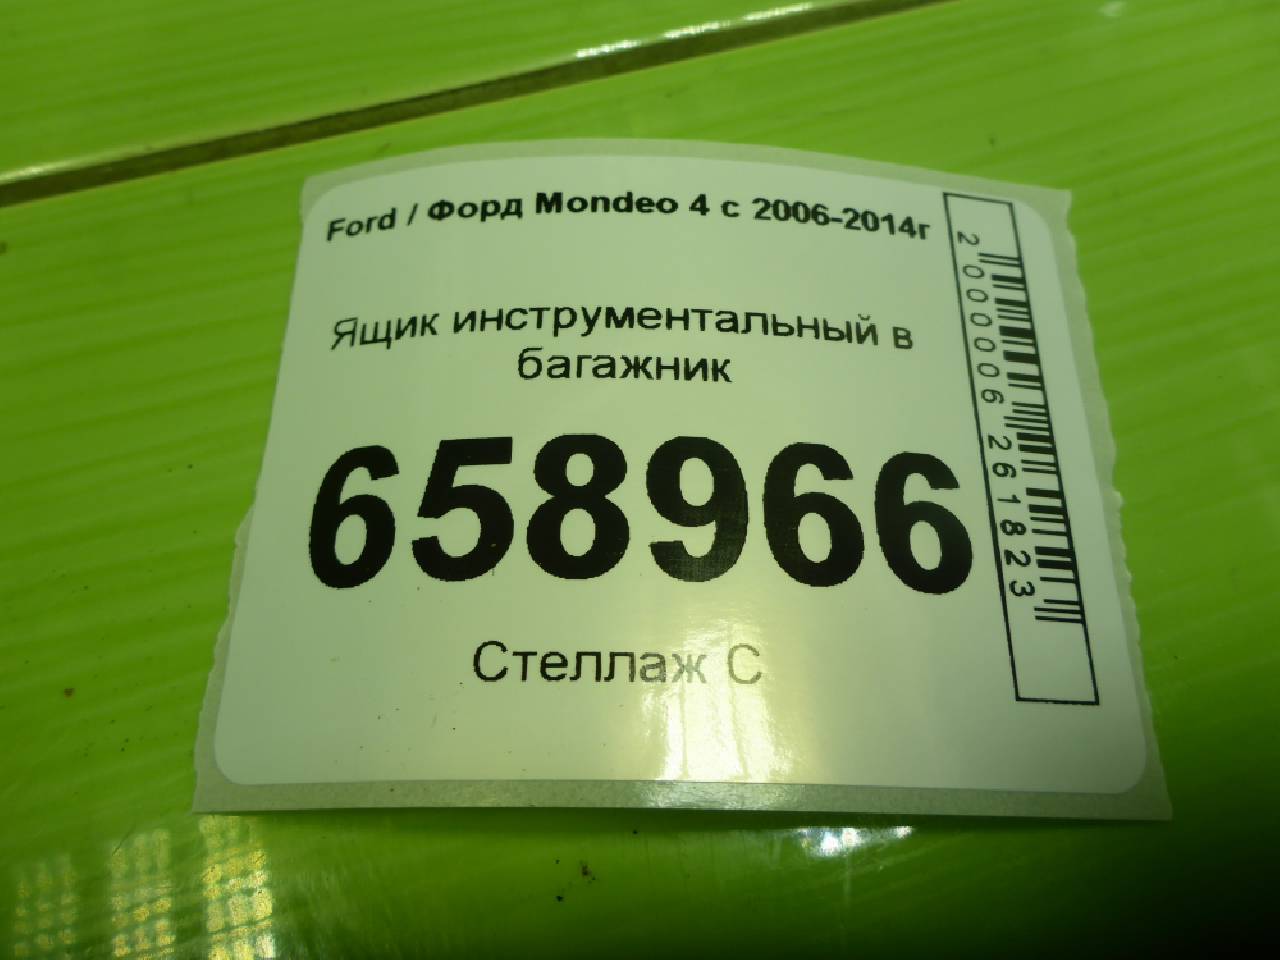 Ford / Форд Mondeo 4 с 2006-2014г
Ящик инструментальный в
багажник
658966
Стеллаж С
2000006261823